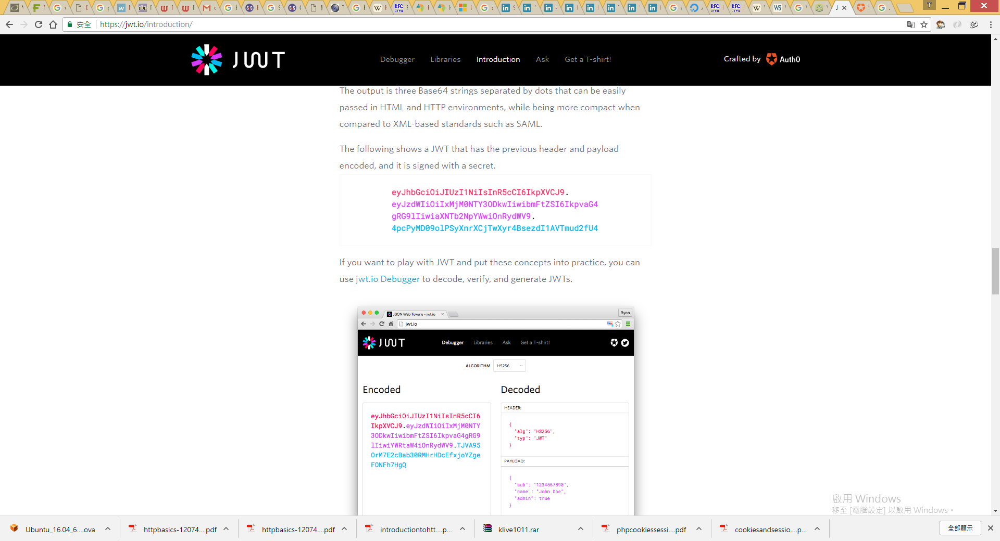 安全 https://jwt.io/introduction/
JWT Debugger Libraries Introduction Ask Get a T-shirt! Crafted by Auth0
The output is three Base64 strings separated by dots that can be easily
passed in HTML and HTTP environments, while being more compact when
compared to XML-based standards such as SAML.
The following shows a JWT that has the previous header and payload
encoded, and it is signed with a secret.
eyJhbGciOiJIUzI1NiIsInR5cCI6IkpXVCJ9.
eyJzdWIiOiIxMjM0NTY3ODkwIiwibmFtZSI6IkpvaG4
gRG9lIiwiaXNTb2NpYWwiOnRydWV9.
4pcPyMD09olPSyXnrXCjTwXyr4BsezdI1AVTmud2fU4
If you want to play with JWT and put these concepts into practice, you can
use jwt.io Debugger to decode, verify, and generate JWTs.
JSON Web Tokens - jwt.io Ryan
jwt.io
JWT Debugger Libraries Ask Get a T-shirt!
ALGORITHM HS256
Encoded
eyJhbGciOiJIUzI1NiIsInR5cCI6
IkpXVCJ9.eyJzdWIiOiIxMjM0NTY
3ODkwIiwibmFtZSI6IkpvaG4gRG9
lIiwiYWRtaW4iOnRydWV9.TJVA95
OrM7E2cBab30RMHrHDcEfxjoYZge
FONFh7HgQ
Decoded
HEADER:
{
"alg": "HS256",
"typ": "JWT"
}
PAYLOAD:
{
"sub": "1234567890",
"name": "John Doe",
"admin": true
}
啟用 Windows
移至 [電腦設定] 以啟用 Windows。
Ubuntu_16.04_6....ova httpbasics-12074....pdf httpbasics-12074....pdf introductiontohtt....p... klive1011.rar phpcookiessessi....pdf cookiesandsessio....p... 全部顯示